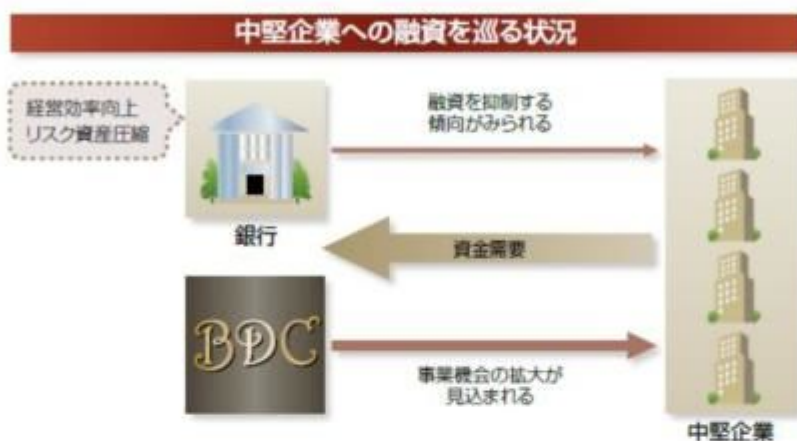 中堅企業への融資を巡る状況
経営効率向上
リスク資産圧縮
融資を抑制する
傾向がみられる
銀行
資金需要
BDC
事業機会の拡大が
見込まれる
中堅企業